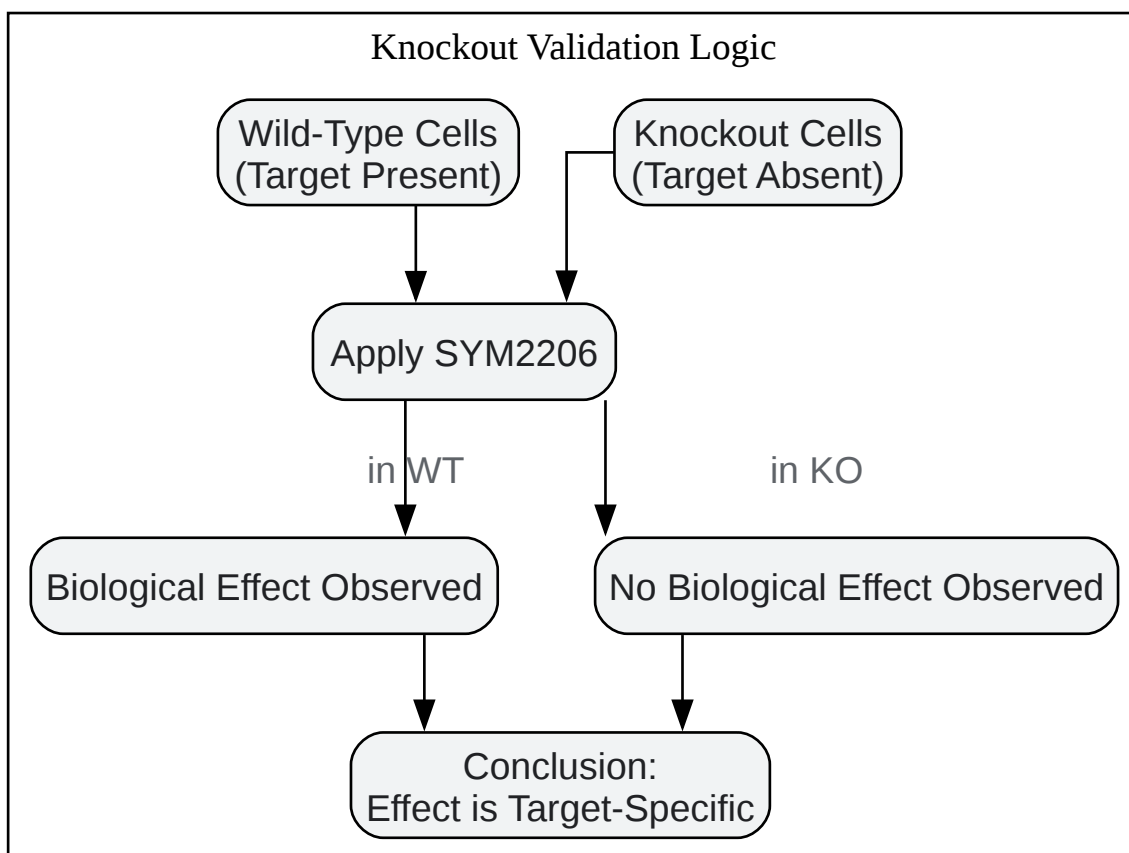 Knockout Validation Logic
Wild-Type Cells
(Target Present)
Knockout Cells
(Target Absent)
Apply SYM2206
in WT
in KO
Biological Effect Observed
No Biological Effect Observed
Conclusion:
Effect is Target-Specific